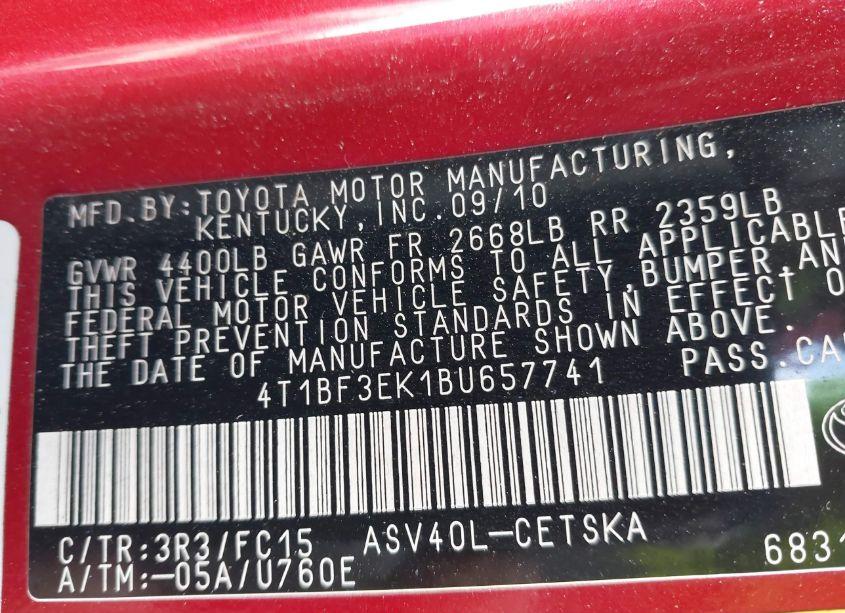 MFD. BY: TOYOTA MOTOR MANUFACTURING,
KENTUCKY, INC. 09/10
GVWR 4400LB GAWR FR 2668LB RR 2359LB
THIS VEHICLE CONFORMS TO ALL APPLICABLE
FEDERAL MOTOR VEHICLE SAFETY, BUMPER, AND
THEFT PREVENTION STANDARDS IN EFFECT O
THE DATE OF MANUFACTURE SHOWN ABOVE.
4T1BF3EK1BU657741 PASS. CA
C/TR: 3R3/FC15 ASV40L-CETSKA
A/TM: -05A/U760E 6831